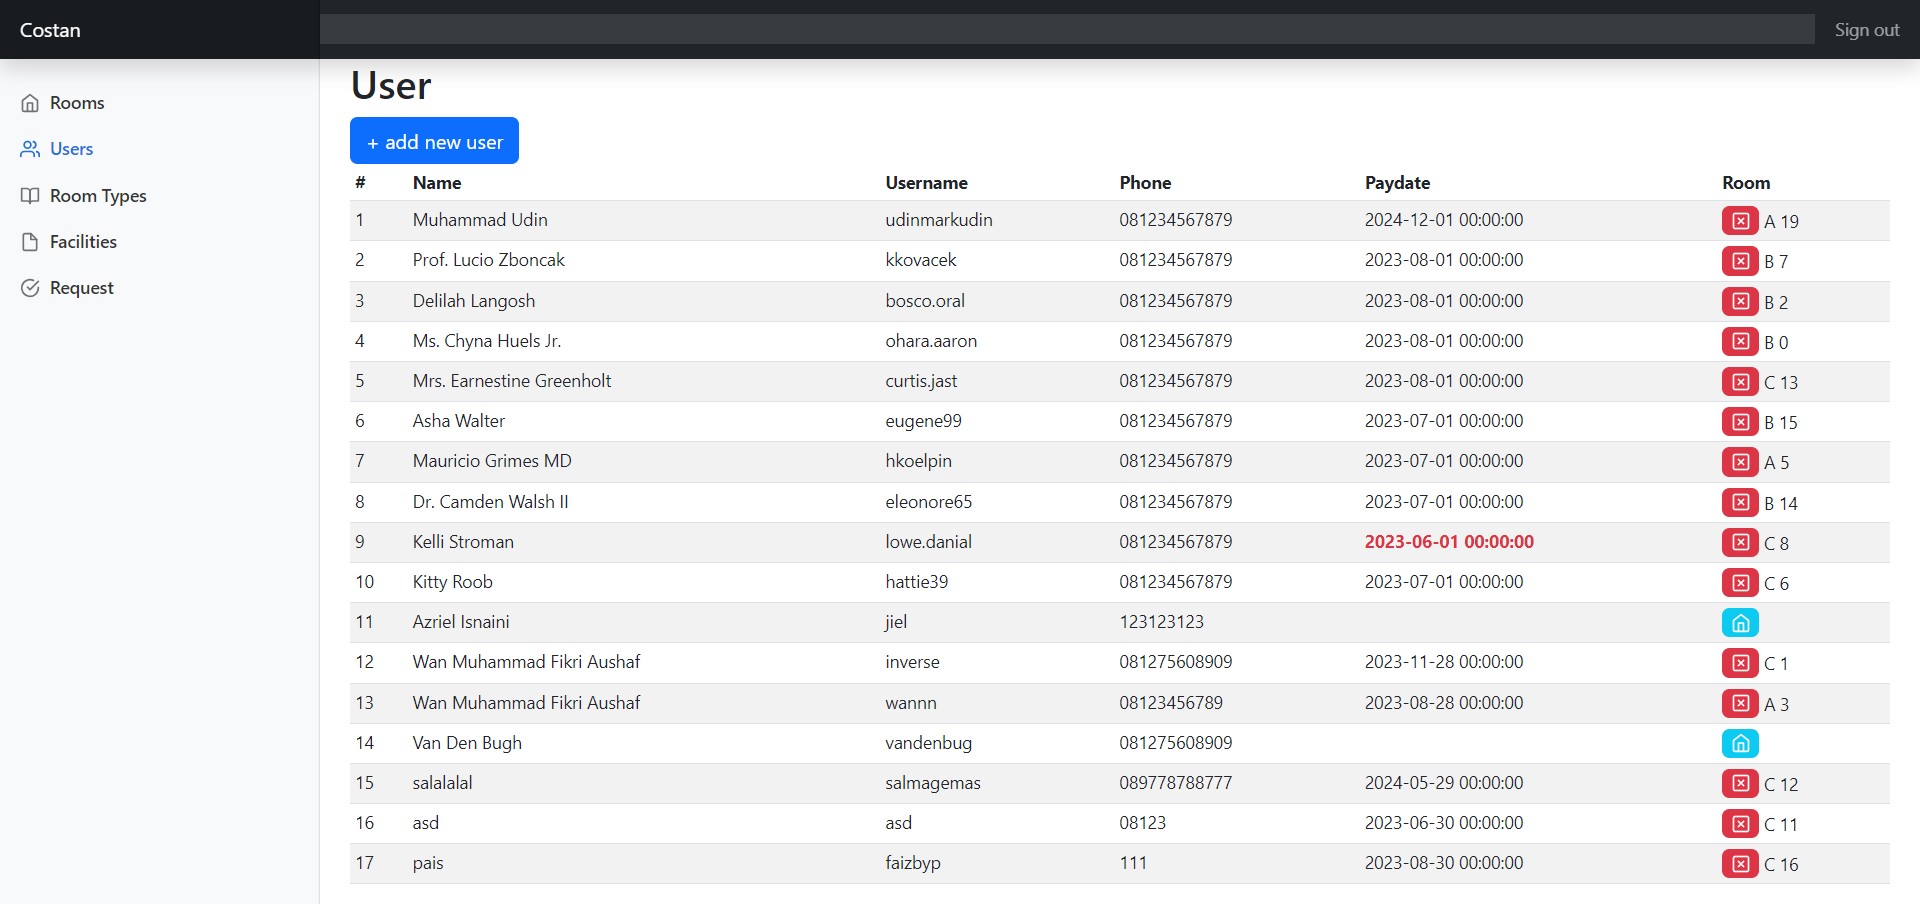 Costan
Sign out
Rooms
Users
Room Types
Facilities
Request
User
+ add new user
# Name Username Phone Paydate Room
1 Muhammad Udin udinmarkudin 081234567879 2024-12-01 00:00:00 A 19
2 Prof. Lucio Zboncak kkovacek 081234567879 2023-08-01 00:00:00 B 7
3 Delilah Langosh bosco.oral 081234567879 2023-08-01 00:00:00 B 2
4 Ms. Chyna Huels Jr. ohara.aaron 081234567879 2023-08-01 00:00:00 B 0
5 Mrs. Earnestine Greenholt curtis.jast 081234567879 2023-08-01 00:00:00 C 13
6 Asha Walter eugene99 081234567879 2023-07-01 00:00:00 B 15
7 Mauricio Grimes MD hkoelpin 081234567879 2023-07-01 00:00:00 A 5
8 Dr. Camden Walsh II eleonore65 081234567879 2023-07-01 00:00:00 B 14
9 Kelli Stroman lowe.danial 081234567879 2023-06-01 00:00:00 C 8
10 Kitty Roob hattie39 081234567879 2023-07-01 00:00:00 C 6
11 Azriel Isnaini jiel 123123123
12 Wan Muhammad Fikri Aushaf inverse 081275608909 2023-11-28 00:00:00 C 1
13 Wan Muhammad Fikri Aushaf wannn 08123456789 2023-08-28 00:00:00 A 3
14 Van Den Bugh vandenbug 081275608909
15 salalalal salmagemas 089778788777 2024-05-29 00:00:00 C 12
16 asd asd 08123 2023-06-30 00:00:00 C 11
17 pais faizbyp 111 2023-08-30 00:00:00 C 16